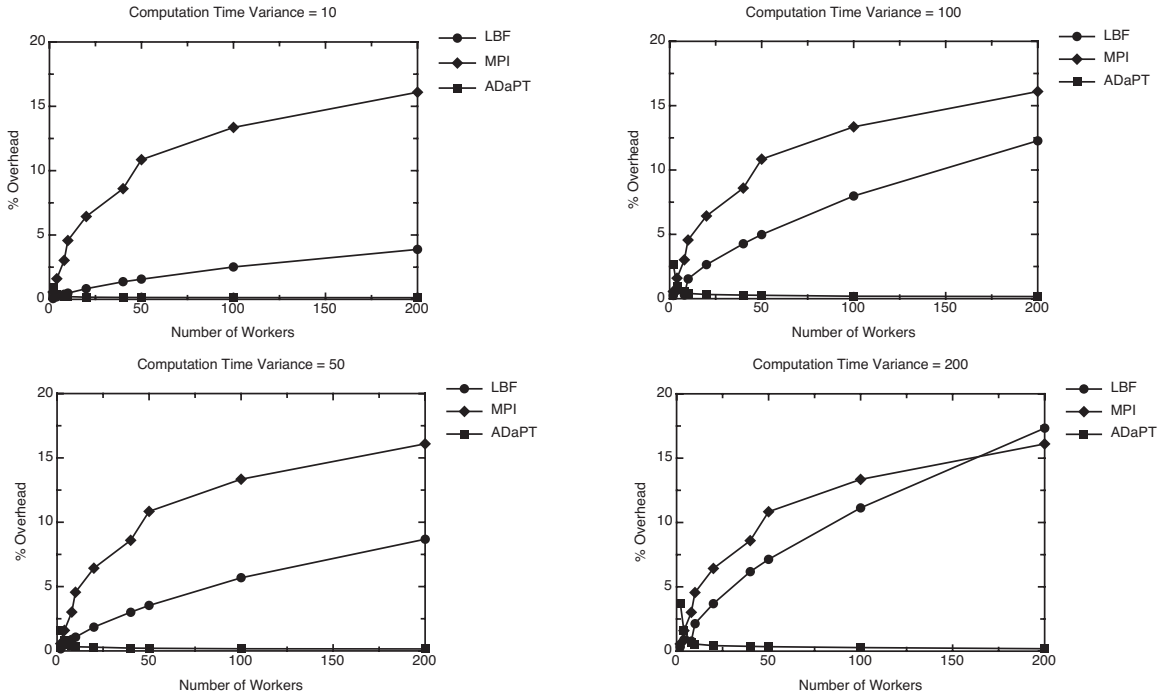 Computation Time Variance = 10
20
15
10
5
0
% Overhead
0
50
100
150
200
Number of Workers
LBF
MPI
ADaPT
Computation Time Variance = 100
20
15
10
5
0
% Overhead
0
50
100
150
200
Number of Workers
LBF
MPI
ADaPT
Computation Time Variance = 50
20
15
10
5
0
% Overhead
0
50
100
150
200
Number of Workers
LBF
MPI
ADaPT
Computation Time Variance = 200
20
15
10
5
0
% Overhead
0
50
100
150
200
Number of Workers
LBF
MPI
ADaPT